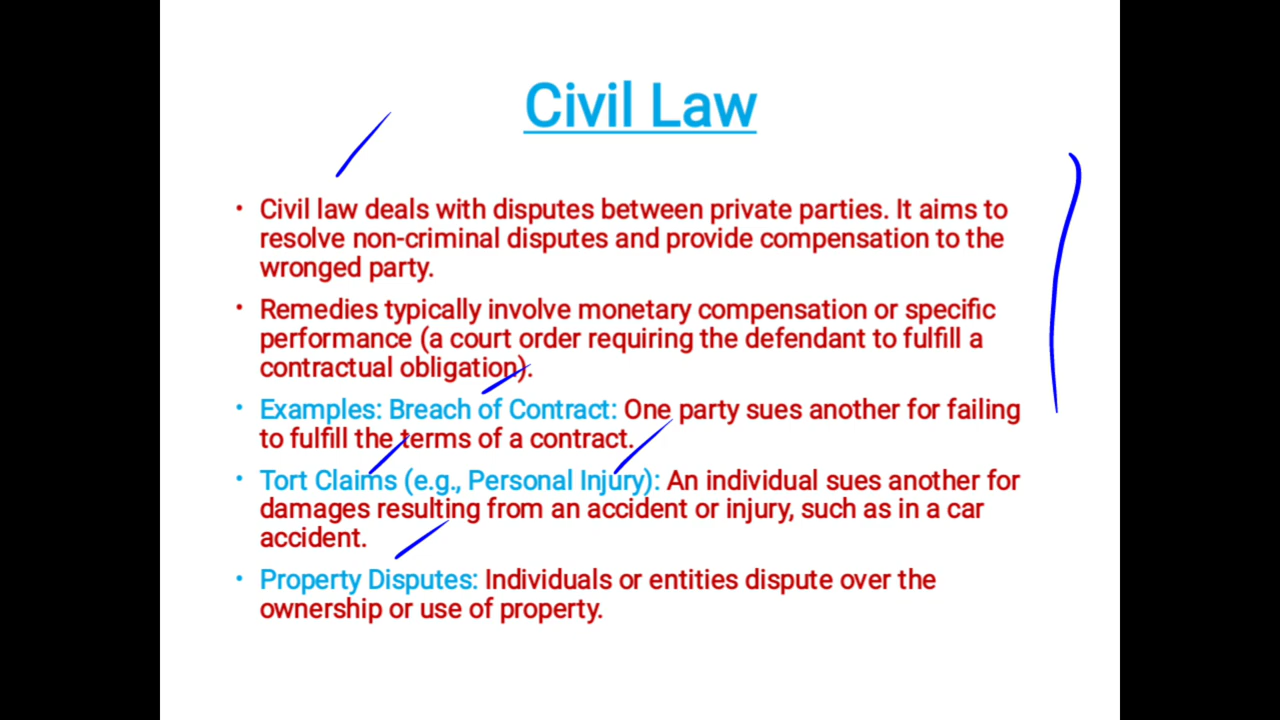 Civil Law
• Civil law deals with disputes between private parties. It aims to
resolve non-criminal disputes and provide compensation to the
wronged party.
• Remedies typically involve monetary compensation or specific
performance (a court order requiring the defendant to fulfill a
contractual obligation).
• Examples: Breach of Contract: One party sues another for failing
to fulfill the terms of a contract.
• Tort Claims (e.g., Personal Injury): An individual sues another for
damages resulting from an accident or injury, such as in a car
accident.
• Property Disputes: Individuals or entities dispute over the
ownership or use of property.